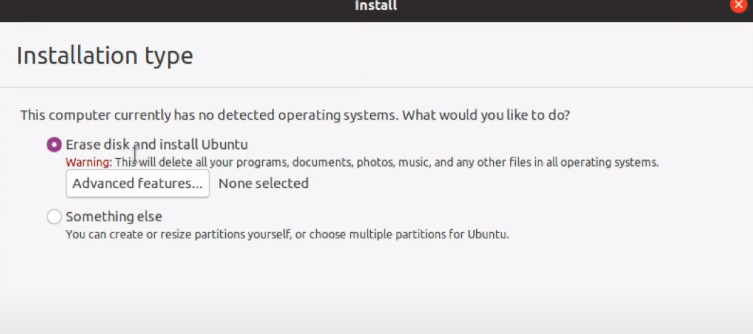 Install
Installation type
This computer currently has no detected operating systems. What would you like to do?
Erase disk and install Ubuntu
Warning: This will delete all your programs, documents, photos, music, and any other files in all operating systems.
Advanced features... None selected
Something else
You can create or resize partitions yourself, or choose multiple partitions for Ubuntu.